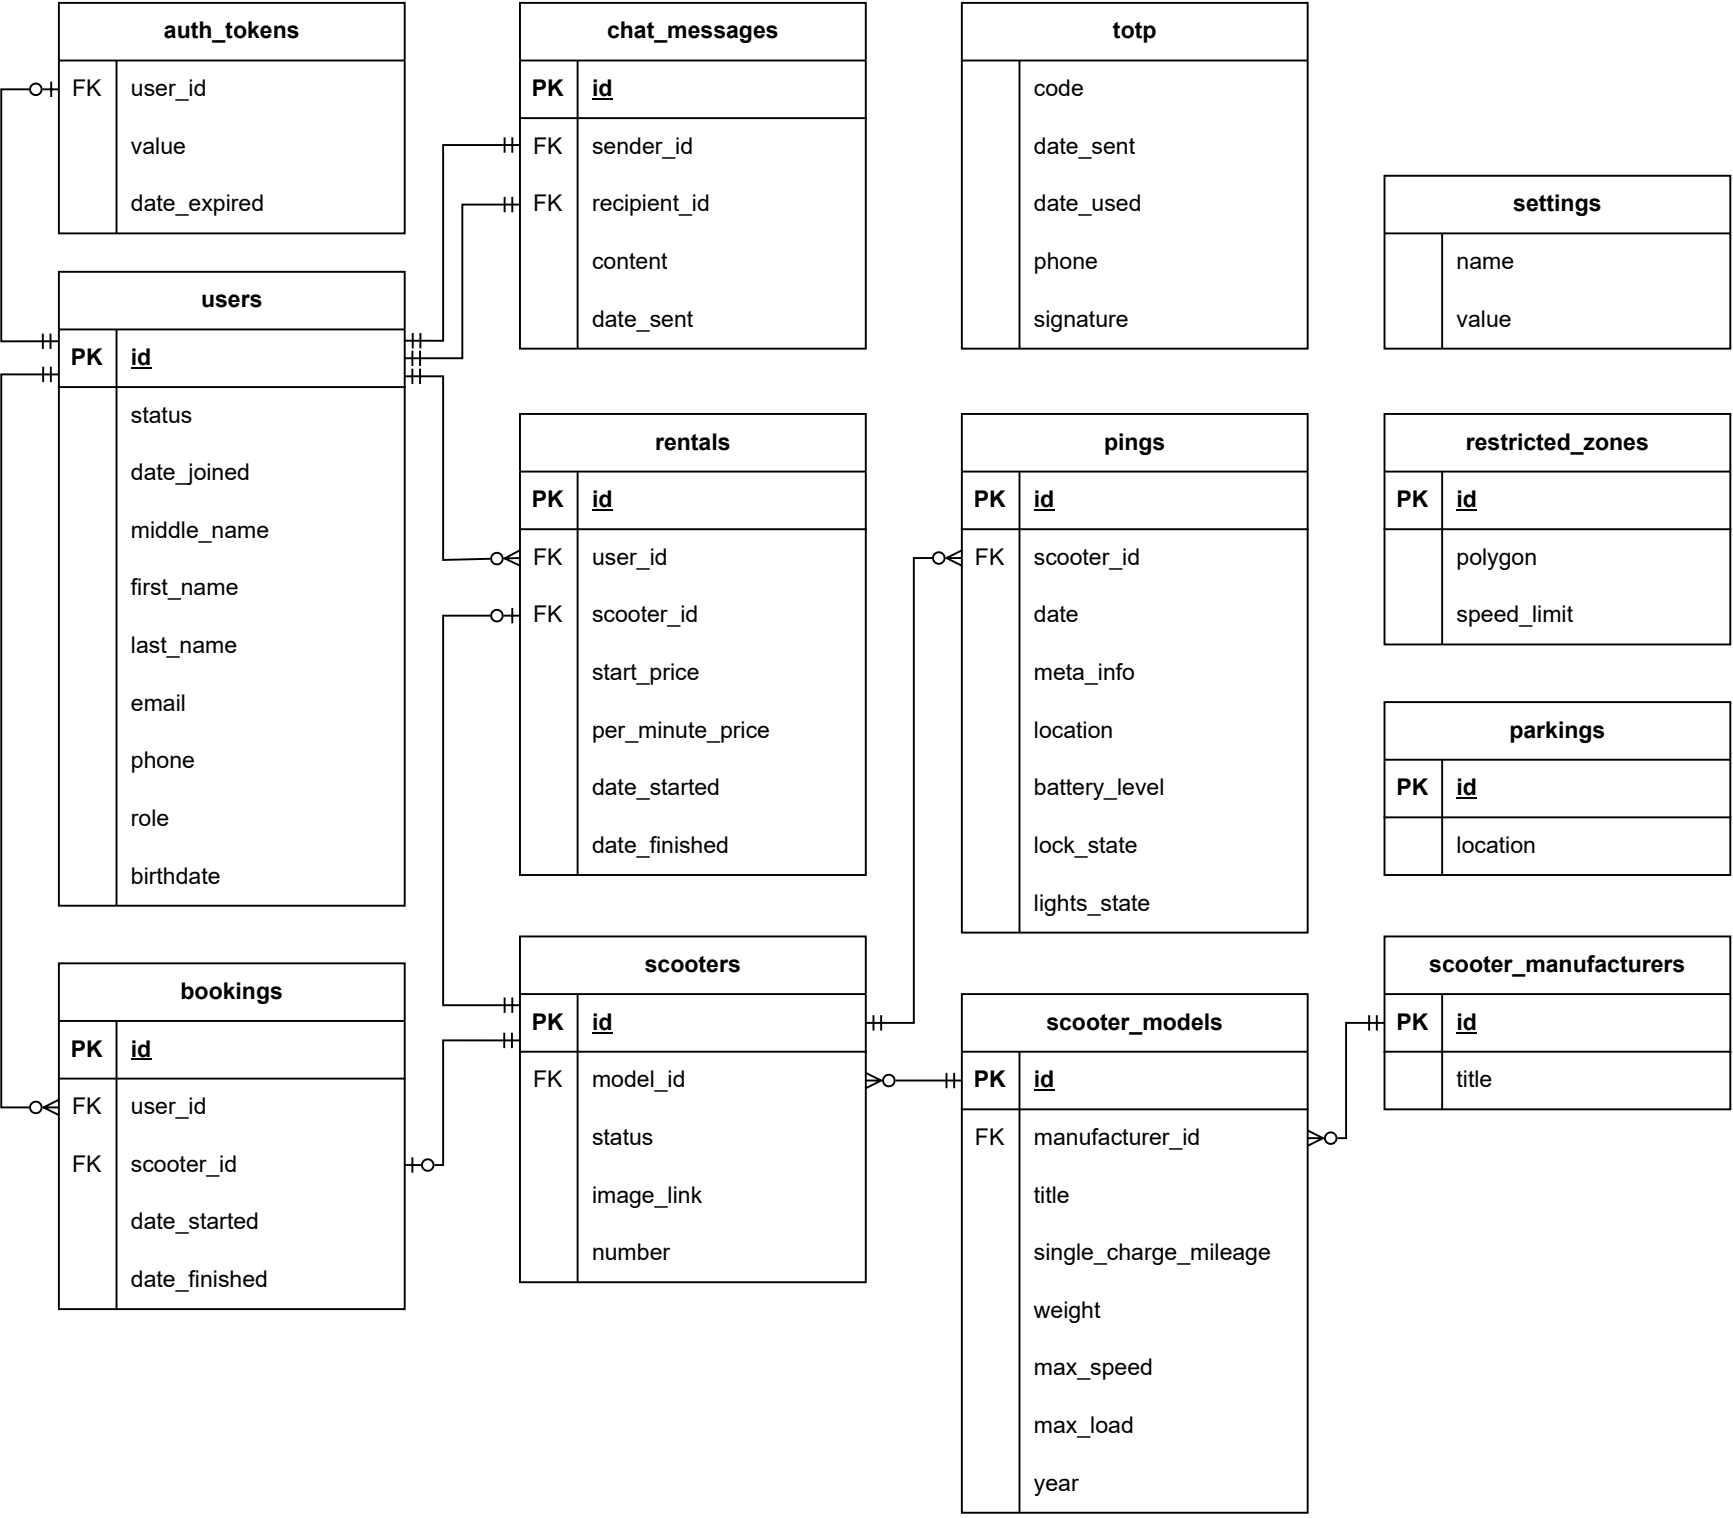 auth_tokens
FK user_id
value
date_expired
users
PK id
status
date_joined
middle_name
first_name
last_name
email
phone
role
birthdate
bookings
PK id
FK user_id
FK scooter_id
date_started
date_finished
chat_messages
PK id
FK sender_id
FK recipient_id
content
date_sent
rentals
PK id
FK user_id
FK scooter_id
start_price
per_minute_price
date_started
date_finished
scooters
PK id
FK model_id
status
image_link
number
totp
code
date_sent
date_used
phone
signature
pings
PK id
FK scooter_id
date
meta_info
location
battery_level
lock_state
lights_state
scooter_models
PK id
FK manufacturer_id
title
single_charge_mileage
weight
max_speed
max_load
year
settings
name
value
restricted_zones
PK id
polygon
speed_limit
parkings
PK id
location
scooter_manufacturers
PK id
title